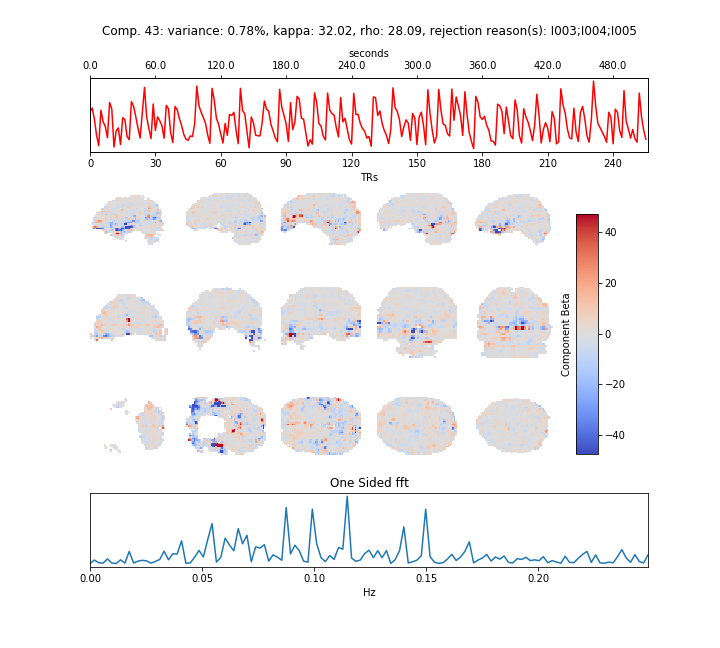 Comp. 43: variance: 0.78%, kappa: 32.02, rho: 28.09, rejection reason(s): I003;I004;I005
seconds
0.0 60.0 120.0 180.0 240.0 300.0 360.0 420.0 480.0
0 30 60 90 120 150 180 210 240
TRs
40
20
0
−20
−40
Component Beta
One Sided fft
0.00 0.05 0.10 0.15 0.20
Hz